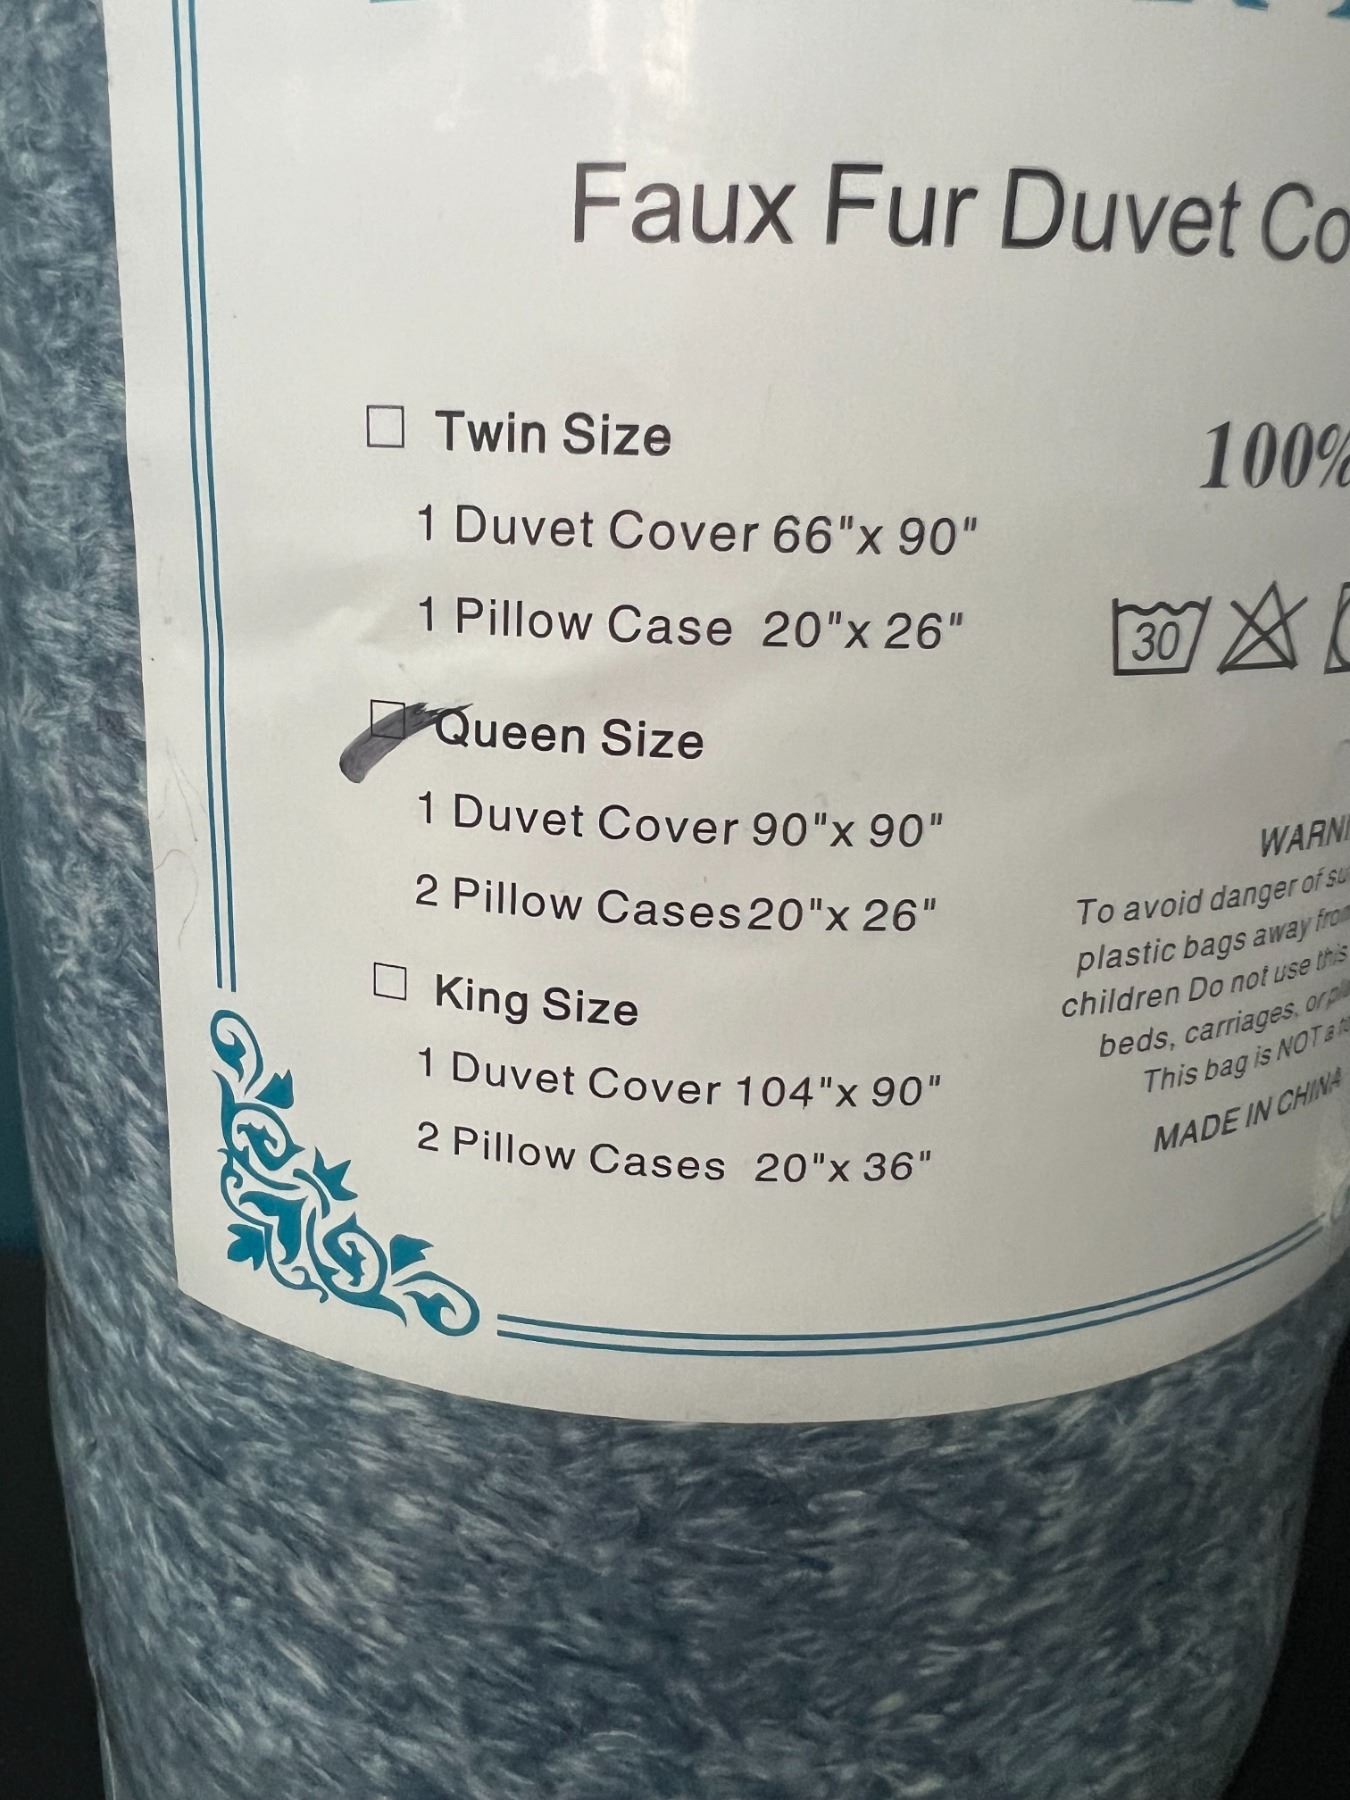 Faux Fur Duvet
Twin Size
1 Duvet Cover 66"x 90"
1 Pillow Case 20"x 26"
Queen Size
1 Duvet Cover 90"x 90"
2 Pillow Cases 20"x 26"
King Size
1 Duvet Cover 104"x 90"
2 Pillow Cases 20"x 36"
100%
30
To avoid danger of
plastic bags away from
children Do not use this
beds, carriages, or
This bag is NOT a
MADE IN CHINA